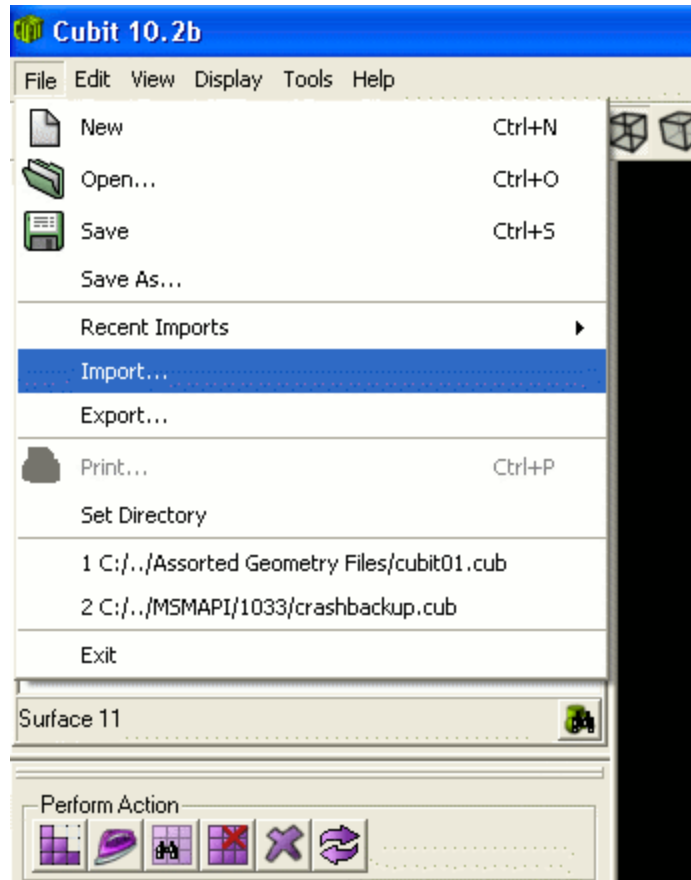 Cubit 10.2b
File Edit View Display Tools Help
New Ctrl+N
Open... Ctrl+O
Save Ctrl+S
Save As...
Recent Imports
Import...
Export...
Print... Ctrl+P
Set Directory
1 C:/../Assorted Geometry Files/cubit01.cub
2 C:/../MSMAPI/1033/crashbackup.cub
Exit
Surface 11
Perform Action